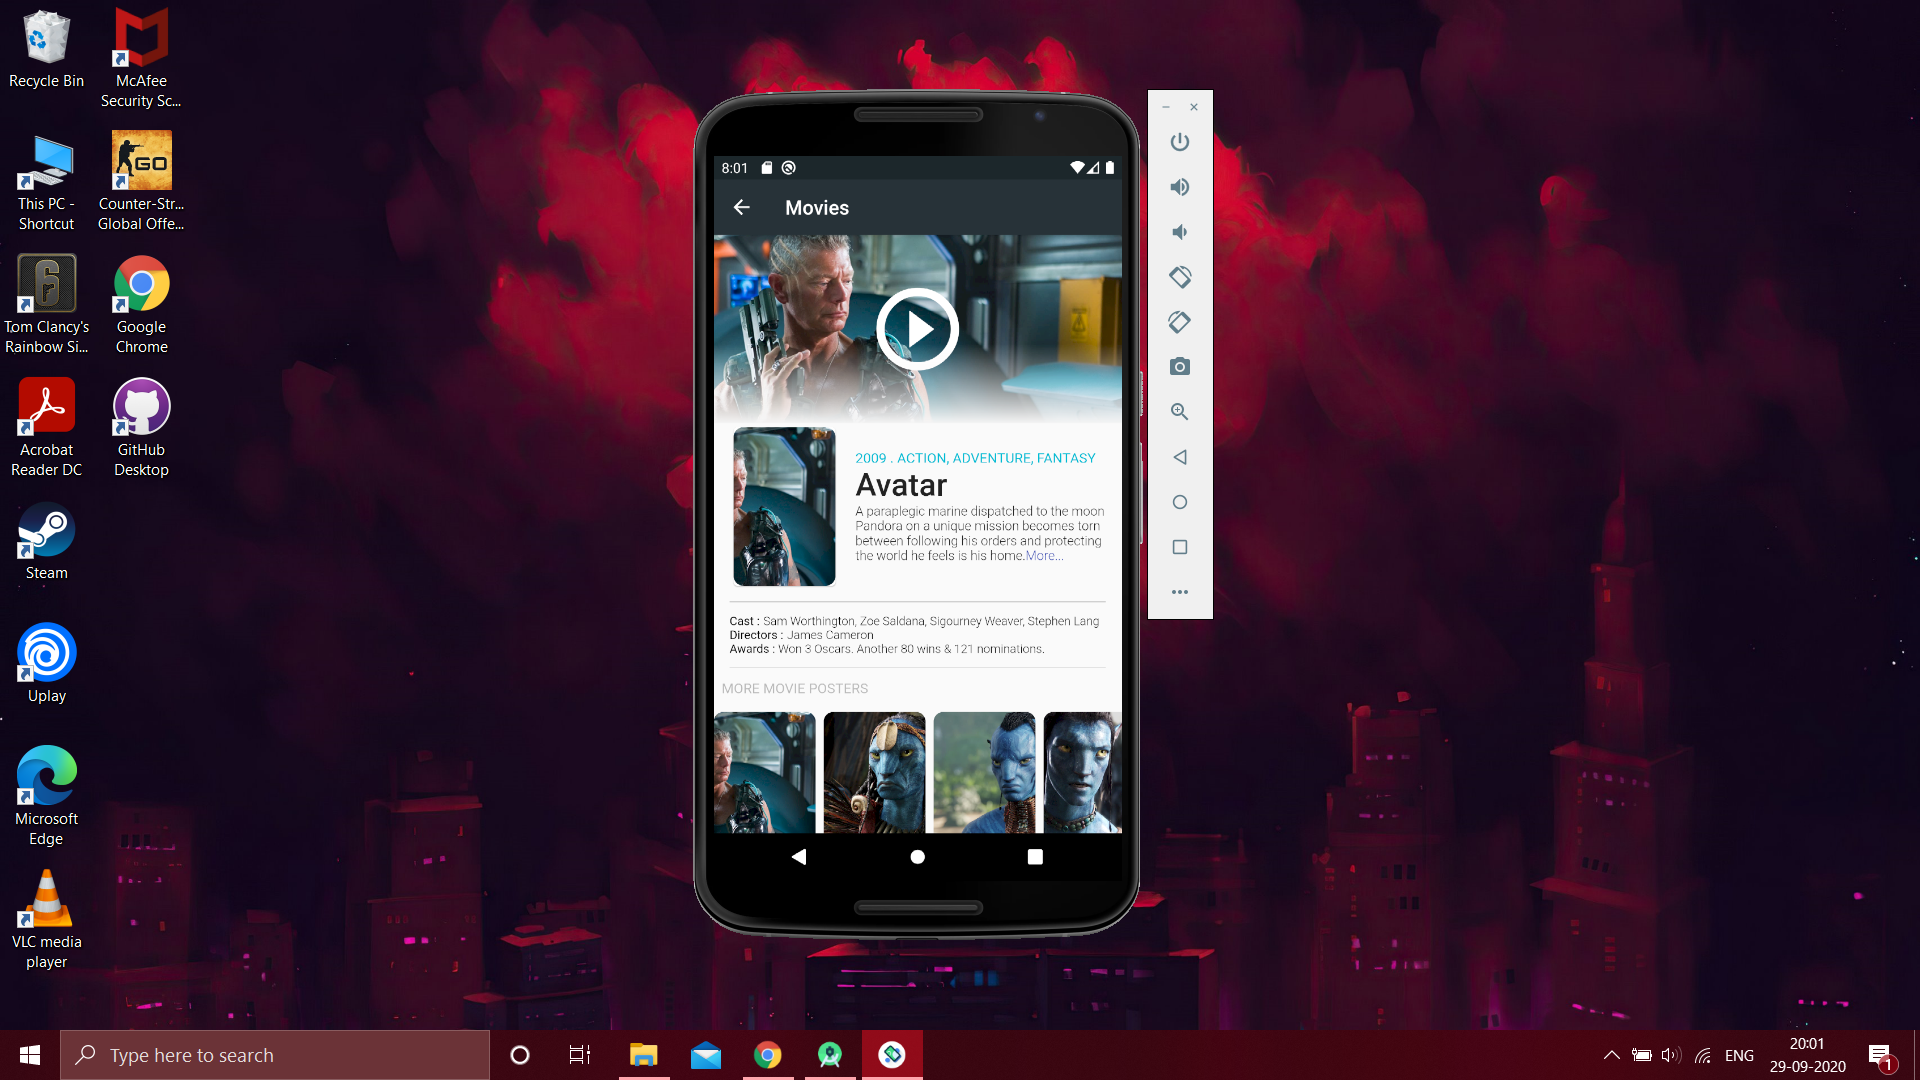 Recycle Bin
McAfee
Security Sc...
This PC -
Shortcut
GO
Counter-Str...
Global Offe...
6
Tom Clancy's
Rainbow Si...
Google
Chrome
Acrobat
Reader DC
GitHub
Desktop
Steam
Uplay
Microsoft
Edge
VLC media
player
8:01
Movies
2009 . ACTION, ADVENTURE, FANTASY
Avatar
A paraplegic marine dispatched to the moon
Pandora on a unique mission becomes torn
between following his orders and protecting
the world he feels is his home.More...
Cast : Sam Worthington, Zoe Saldana, Sigourney Weaver, Stephen Lang
Directors : James Cameron
Awards : Won 3 Oscars. Another 80 wins & 121 nominations.
MORE MOVIE POSTERS
Type here to search
ENG
20:01
29-09-2020
1